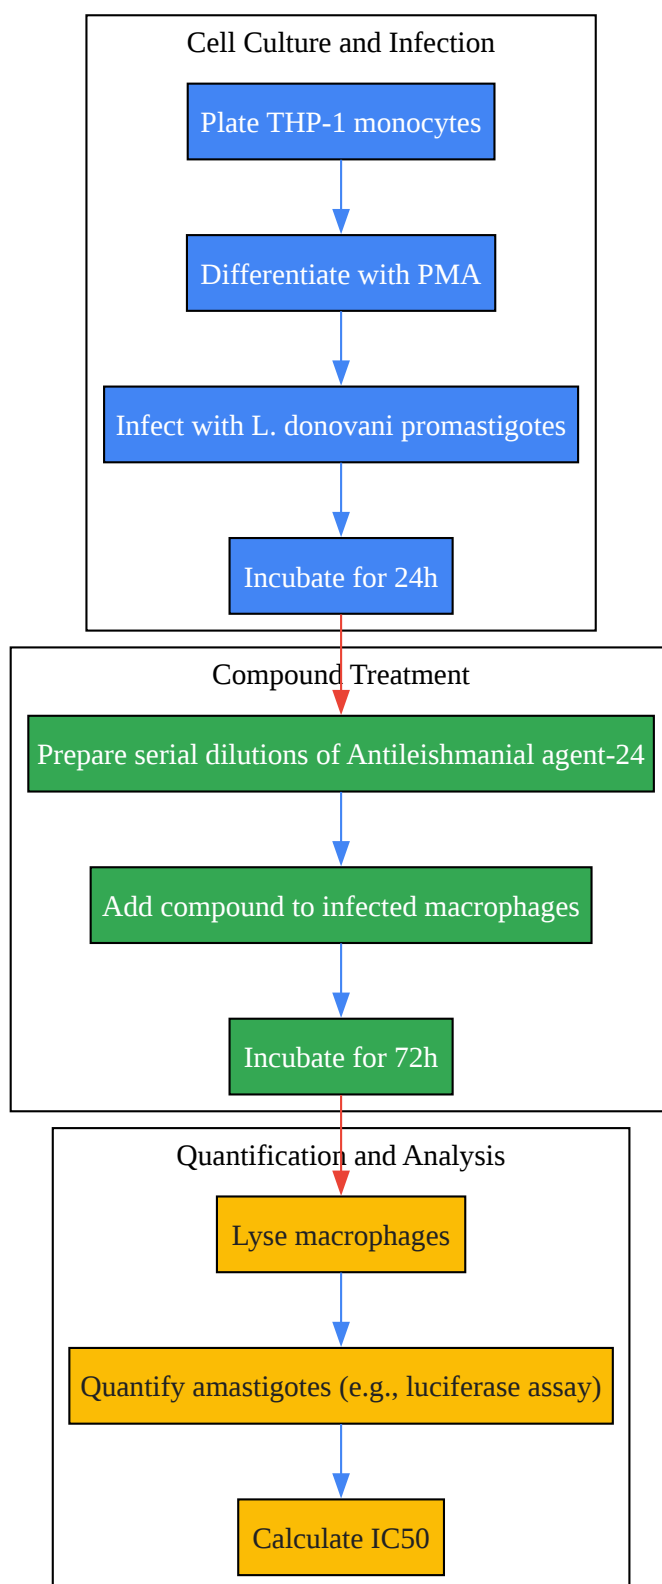 Cell Culture and Infection
Plate THP-1 monocytes
Differentiate with PMA
Infect with L. donovani promastigotes
Incubate for 24h
Compound Treatment
Prepare serial dilutions of Antileishmanial agent-24
Add compound to infected macrophages
Incubate for 72h
Quantification and Analysis
Lyse macrophages
Quantify amastigotes (e.g., luciferase assay)
Calculate IC50